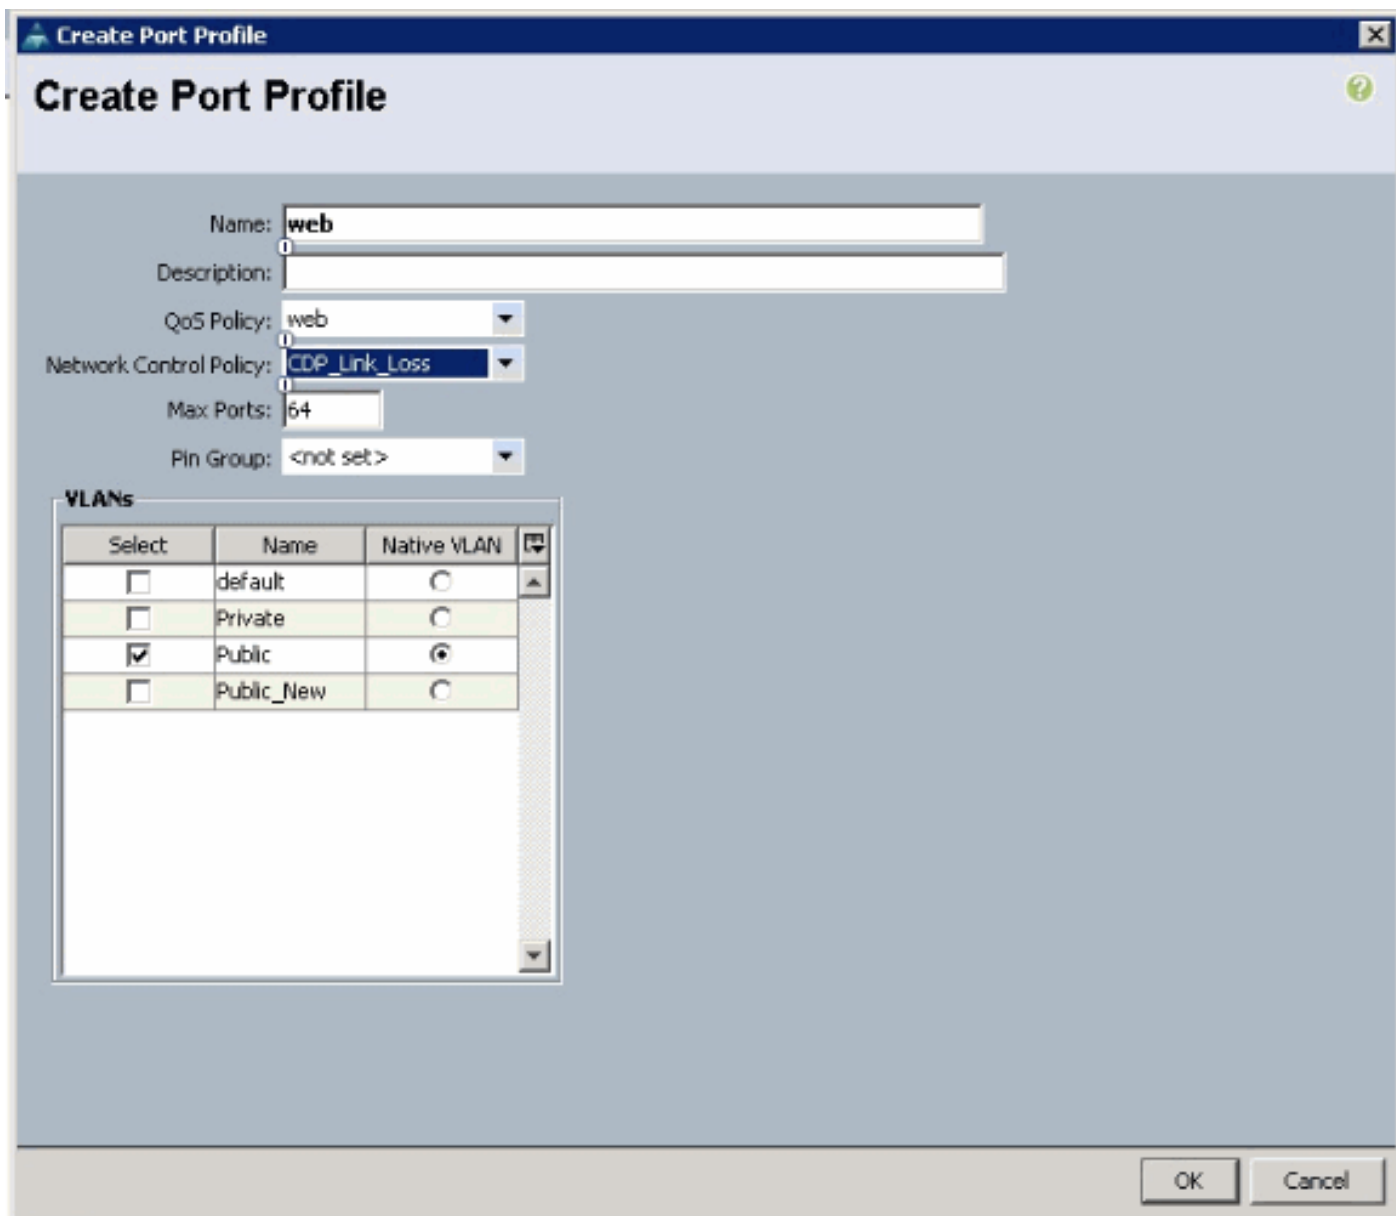 Create Port Profile
Create Port Profile
Name: web
Description:
QoS Policy: web
Network Control Policy: CDP_Link_Loss
Max Ports: 64
Pin Group: <not set>
VLANs
Select Name Native VLAN
default
Private
Public
Public_New
OK Cancel